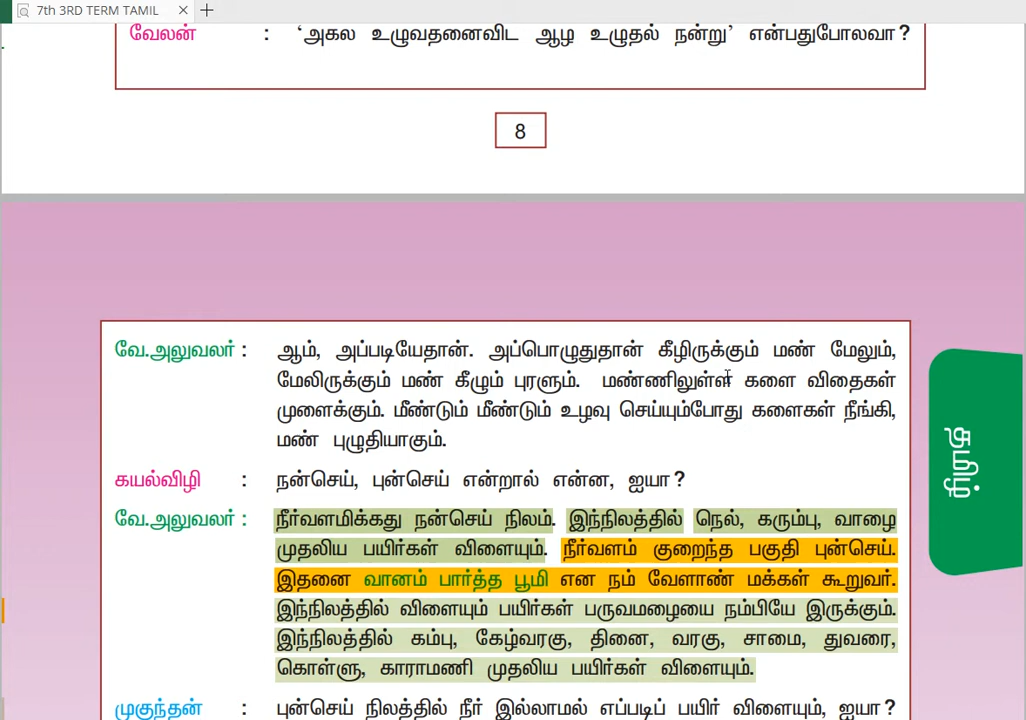 7th 3RD TERM TAMIL
வேலன் : ‘அகல உழுவதனைவிட ஆழ உழுதல் நன்று’ என்பதுபோலவா?
8
வே.அலுவலர் : ஆம், அப்படியேதான். அப்பொழுதுதான் கீழிருக்கும் மண் மேலும்,
மேலிருக்கும் மண் கீழும் புரளும். மண்ணிலுள்ள களை விதைகள்
முளைக்கும். மீண்டும் மீண்டும் உழவு செய்யும்போது களைகள் நீங்கி,
மண் புழுதியாகும்.
கயல்விழி : நன்செய், புன்செய் என்றால் என்ன, ஐயா?
வே.அலுவலர் : நீர்வளமிக்கது நன்செய் நிலம். இந்நிலத்தில் நெல், கரும்பு, வாழை
முதலிய பயிர்கள் விளையும். நீர்வளம் குறைந்த பகுதி புன்செய்.
இதனை வானம் பார்த்த பூமி என நம் வேளாண் மக்கள் கூறுவர்.
இந்நிலத்தில் விளையும் பயிர்கள் பருவமழையை நம்பியே இருக்கும்.
இந்நிலத்தில் கம்பு, கேழ்வரகு, தினை, வரகு, சாமை, துவரை,
கொள்ளு, காராமணி முதலிய பயிர்கள் விளையும்.
முகுந்தன் : புன்செய் நிலத்தில் நீர் இல்லாமல் எப்படிப் பயிர் விளையும், ஐயா?
தமிழ்